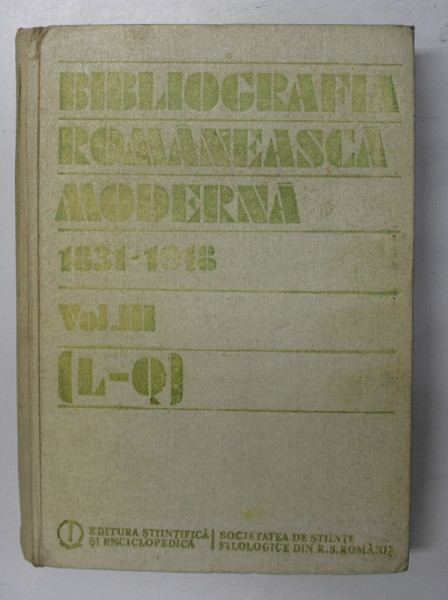 BIBLIOGRAFIA
ROMÂNEASCĂ
MODERNĂ
1831-1918
Vol.III
(L-Q)
EDITURA ȘTIINȚIFICĂ
ȘI ENCICLOPEDICĂ
SOCIETATEA DE ȘTIINȚE
FILOLOGICE DIN R.S.ROMÂNIA